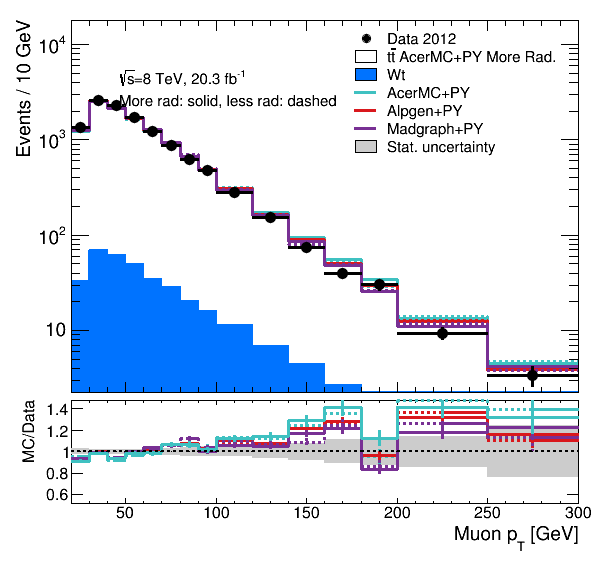 Events / 10 GeV
10⁴
10³
10²
10
√s=8 TeV, 20.3 fb⁻¹
More rad: solid, less rad: dashed
Data 2012
tt̄ AcerMC+PY More Rad.
Wt
AcerMC+PY
Alpgen+PY
Madgraph+PY
Stat. uncertainty
MC/Data
1.4
1.2
1
0.8
0.6
50 100 150 200 250 300
Muon p_T [GeV]